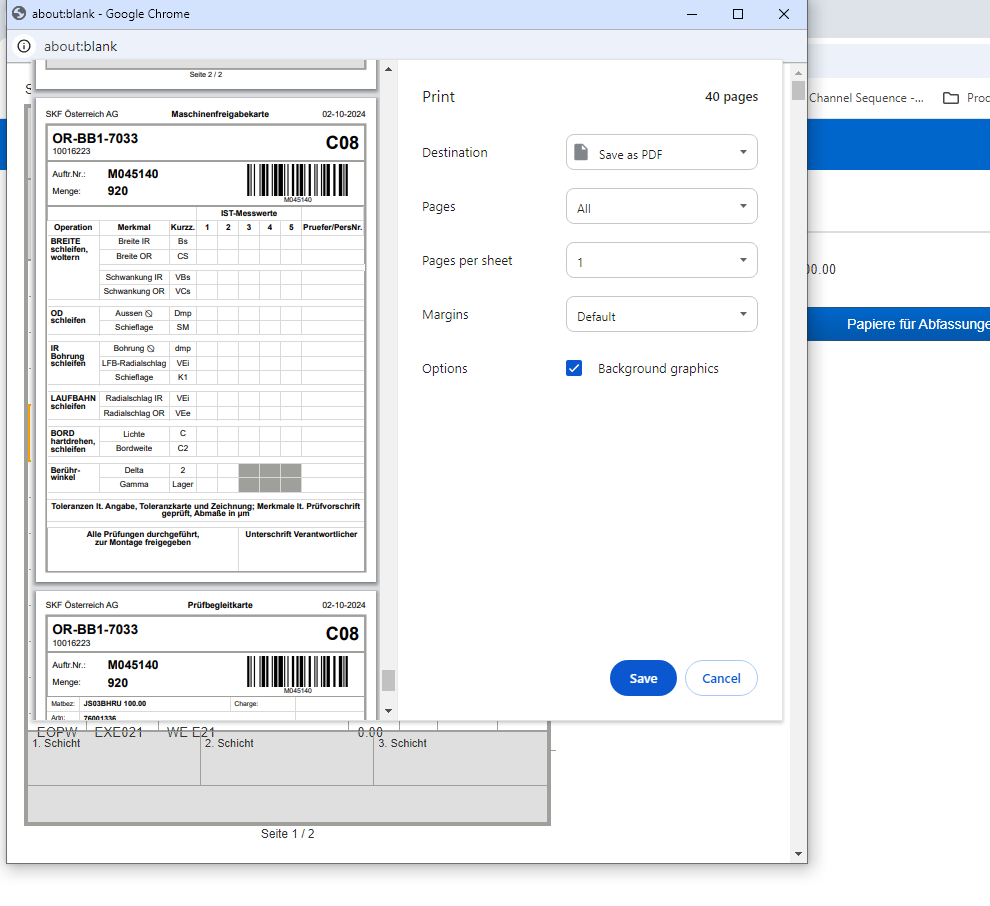 about:blank - Google Chrome
about:blank
Seite 2 / 2
SKF Österreich AG Maschinenfreigabekarte 02-10-2024
OR-BB1-7033 C08
10016223
Auftr.Nr.: M045140
Menge: 920
M045140
IST-Messwerte
Operation Merkmal Kurzz. 1 2 3 4 5 Pruefer/PersNr.
BREITE schleifen, woltern
Breite IR Bs
Breite OR CS
Schwankung IR VBs
Schwankung OR VCs
OD schleifen
Aussen ⦸ Dmp
Schieflage SM
IR Bohrung schleifen
Bohrung ⦸ dmp
LFB-Radialschlag VEi
Schieflage K1
LAUFBAHN schleifen
Radialschlag IR VEi
Radialschlag OR VEe
BORD hartdrehen, schleifen
Lichte C
Bordweite C2
Berühr-winkel
Delta 2
Gamma Lager
Toleranzen lt. Angabe, Toleranzkarte und Zeichnung; Merkmale lt. Prüfvorschrift
geprüft, Abmaße in µm
Alle Prüfungen durchgeführt, Unterschrift Verantwortlicher
zur Montage freigegeben
SKF Österreich AG Prüfbegleitkarte 02-10-2024
OR-BB1-7033 C08
10016223
Auftr.Nr.: M045140
Menge: 920
M045140
Matbez: JS03BHRU 100.00 Charge:
Artn: 76001336
Print 40 pages
Destination Save as PDF
Pages All
Pages per sheet 1
Margins Default
Options Background graphics
Save Cancel
EOPW EXE021 WE E21 0.00
1. Schicht 2. Schicht 3. Schicht
Seite 1 / 2
Channel Sequence -...
Proc
00.00
Papiere für Abfassunge